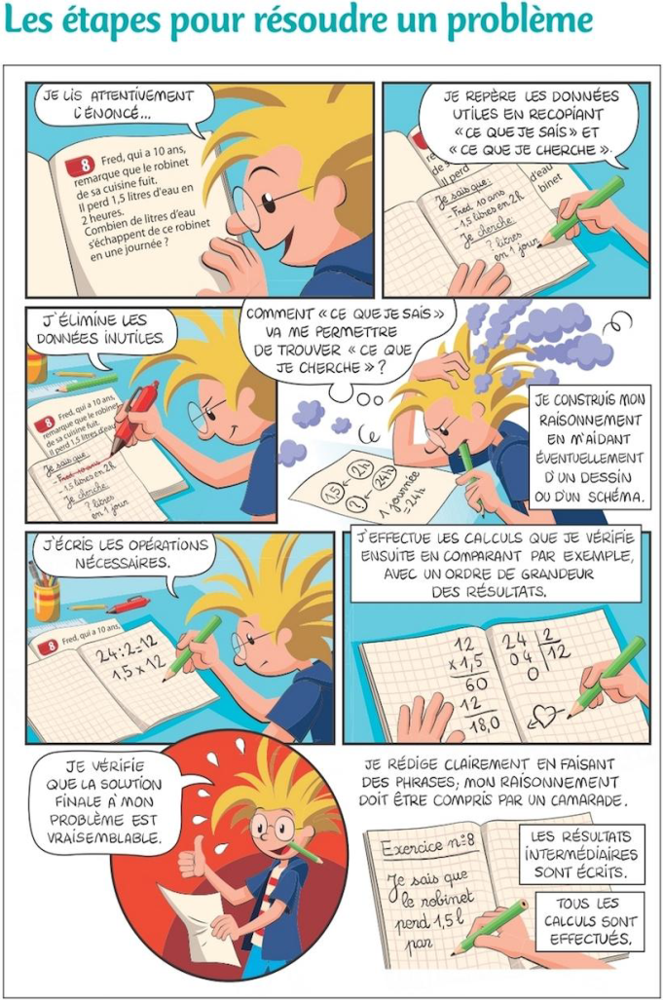 Les étapes pour résoudre un problème
JE LIS ATTENTIVEMENT
L'ÉNONCÉ...
8 Fred, qui a 10 ans,
remarque que le robinet
de sa cuisine fuit.
Il perd 1,5 litres d'eau en
2 heures.
Combien de litres d'eau
s'échappent de ce robinet
en une journée ?
JE REPÈRE LES DONNÉES
UTILES EN RECOPIANT
« CE QUE JE SAIS » ET
« CE QUE JE CHERCHE ».
re
de s
Il perd
d'eau
binet
Je sais que :
- Fred 10 ans
- 1,5 litres en 2h
Je cherche :
? litres
en 1 jour
J'ÉLIMINE LES
DONNÉES INUTILES.
8 Fred, qui a 10 ans,
remarque que le robinet
de sa cuisine fuit.
Il perd 1,5 litres d'eau
Je sais que
- Fred 10 ans
- 1,5 litres en 2h
Je cherche :
? litres
en 1 jour
COMMENT « CE QUE JE SAIS »
VA ME PERMETTRE
DE TROUVER « CE QUE
JE CHERCHE » ?
1,5 2h
? 24h
1 journée
= 24h
JE CONSTRUIS MON
RAISONNEMENT
EN M'AIDANT
ÉVENTUELLEMENT
D'UN DESSIN
OU D'UN SCHÉMA.
J'ÉCRIS LES OPÉRATIONS
NÉCESSAIRES.
8 Fred, qui a 10 ans,
24:2=12
1,5 x 12
J'EFFECTUE LES CALCULS QUE JE VÉRIFIE
ENSUITE EN COMPARANT PAR EXEMPLE,
AVEC UN ORDRE DE GRANDEUR
DES RÉSULTATS.
12
x 1,5
60
12
18,0
24 2
04 12
0
JE VÉRIFIE
QUE LA SOLUTION
FINALE À MON
PROBLÈME EST
VRAISEMBLABLE.
JE RÉDIGE CLAIREMENT EN FAISANT
DES PHRASES; MON RAISONNEMENT
DOIT ÊTRE COMPRIS PAR UN CAMARADE.
Exercice n°8
Je sais que
le robinet
perd 1,5 l
par
LES RÉSULTATS
INTERMÉDIAIRES
SONT ÉCRITS.
TOUS LES
CALCULS SONT
EFFECTUÉS.